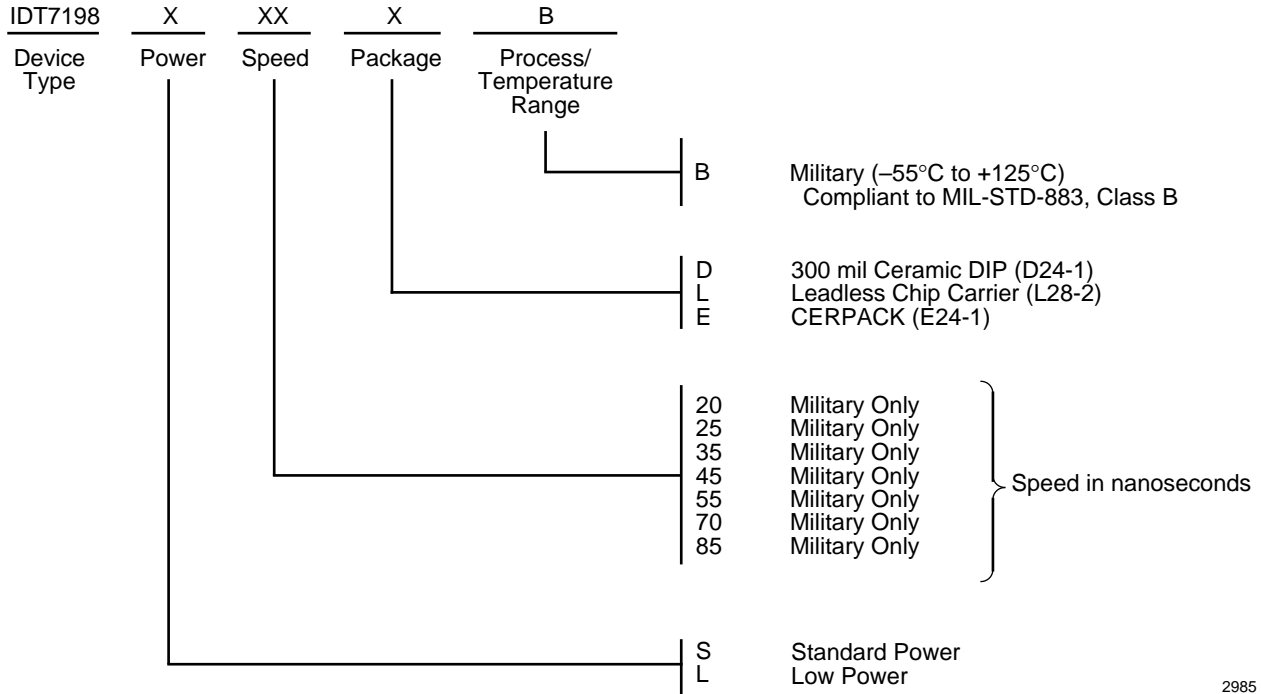 IDT7198 X XX X B
Device Type
Power
Speed
Package
Process/
Temperature
Range
B Military (–55°C to +125°C)
Compliant to MIL-STD-883, Class B
D 300 mil Ceramic DIP (D24-1)
L Leadless Chip Carrier (L28-2)
E CERPACK (E24-1)
20 Military Only
25 Military Only
35 Military Only
45 Military Only
55 Military Only
70 Military Only
85 Military Only
Speed in nanoseconds
S Standard Power
L Low Power
2985